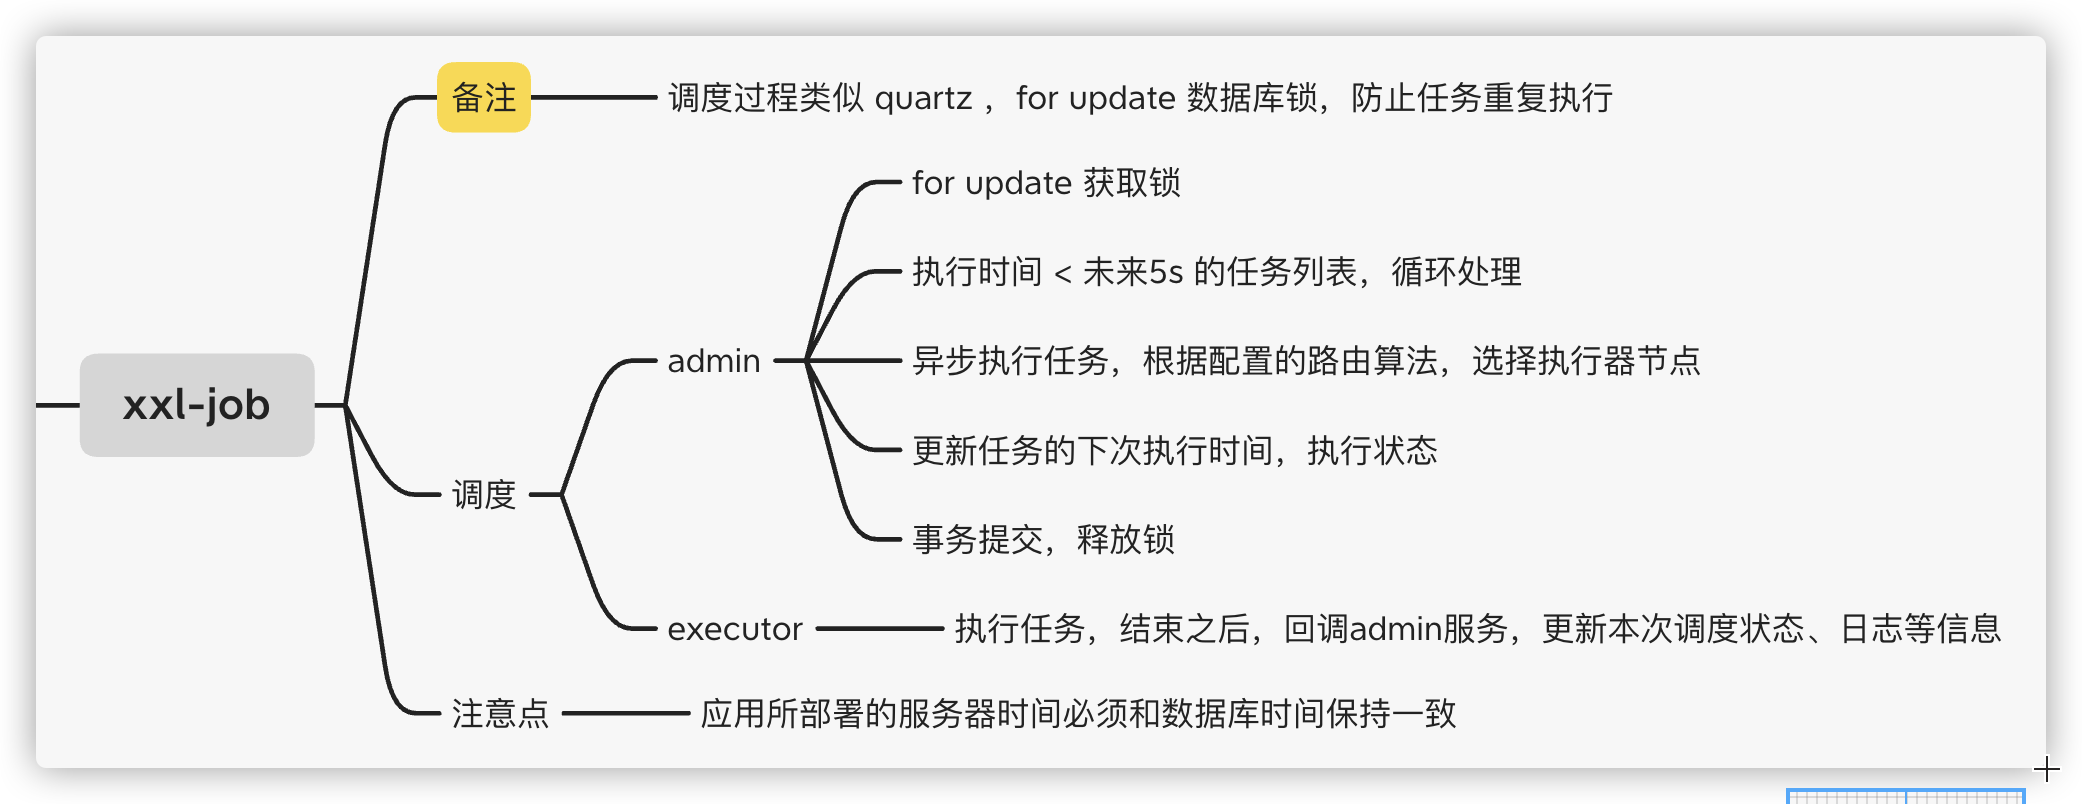 备注
调度过程类似 quartz ，for update 数据库锁，防止任务重复执行
for update 获取锁
执行时间 < 未来5s 的任务列表，循环处理
admin
异步执行任务，根据配置的路由算法，选择执行器节点
xxl-job
更新任务的下次执行时间，执行状态
调度
事务提交，释放锁
executor
执行任务，结束之后，回调admin服务，更新本次调度状态、日志等信息
注意点
应用所部署的服务器时间必须和数据库时间保持一致